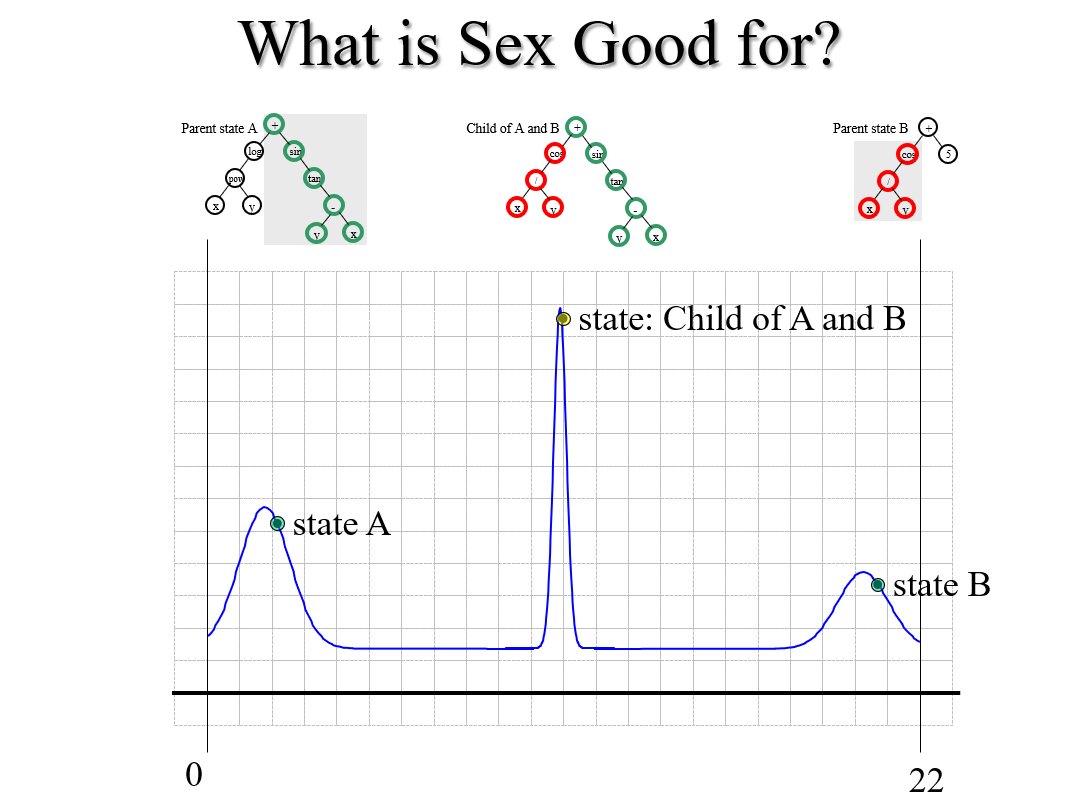 What is Sex Good for?
Parent state A
+
log
sin
pow
tan
x
y
-
y
x
Child of A and B
+
cos
sin
/
tan
x
y
-
y
x
Parent state B
+
cos
5
/
x
y
state: Child of A and B
state A
state B
0
22